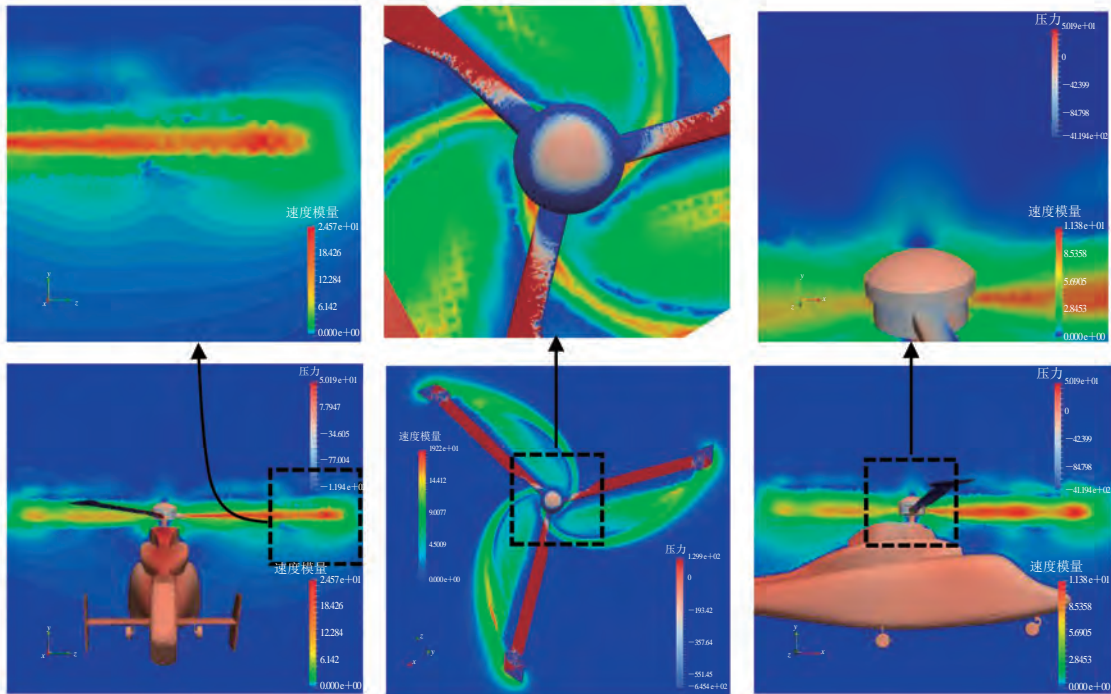 速度模量
2.457e+01
18.426
12.284
6.142
0.000e+00
y
x
z
压力
5.019e+01
0
-42.399
-84.798
-41.194e+02
速度模量
1.138e+01
8.5358
5.6905
2.8453
0.000e+00
y
z
x
压力
5.019e+01
7.7947
-34.605
-77.004
-1.194e+02
速度模量
2.457e+01
18.426
12.284
6.142
0.000e+00
y
x
z
速度模量
1922e+01
14.412
9.0077
4.5009
0.000e+00
压力
1.299e+02
0
-193.42
-357.64
-551.45
-6.454e+02
z
y
x
压力
5.019e+01
0
-42.399
-84.798
-41.194e+02
速度模量
1.138e+01
8.5358
5.6905
2.8453
0.000e+00
y
z
x